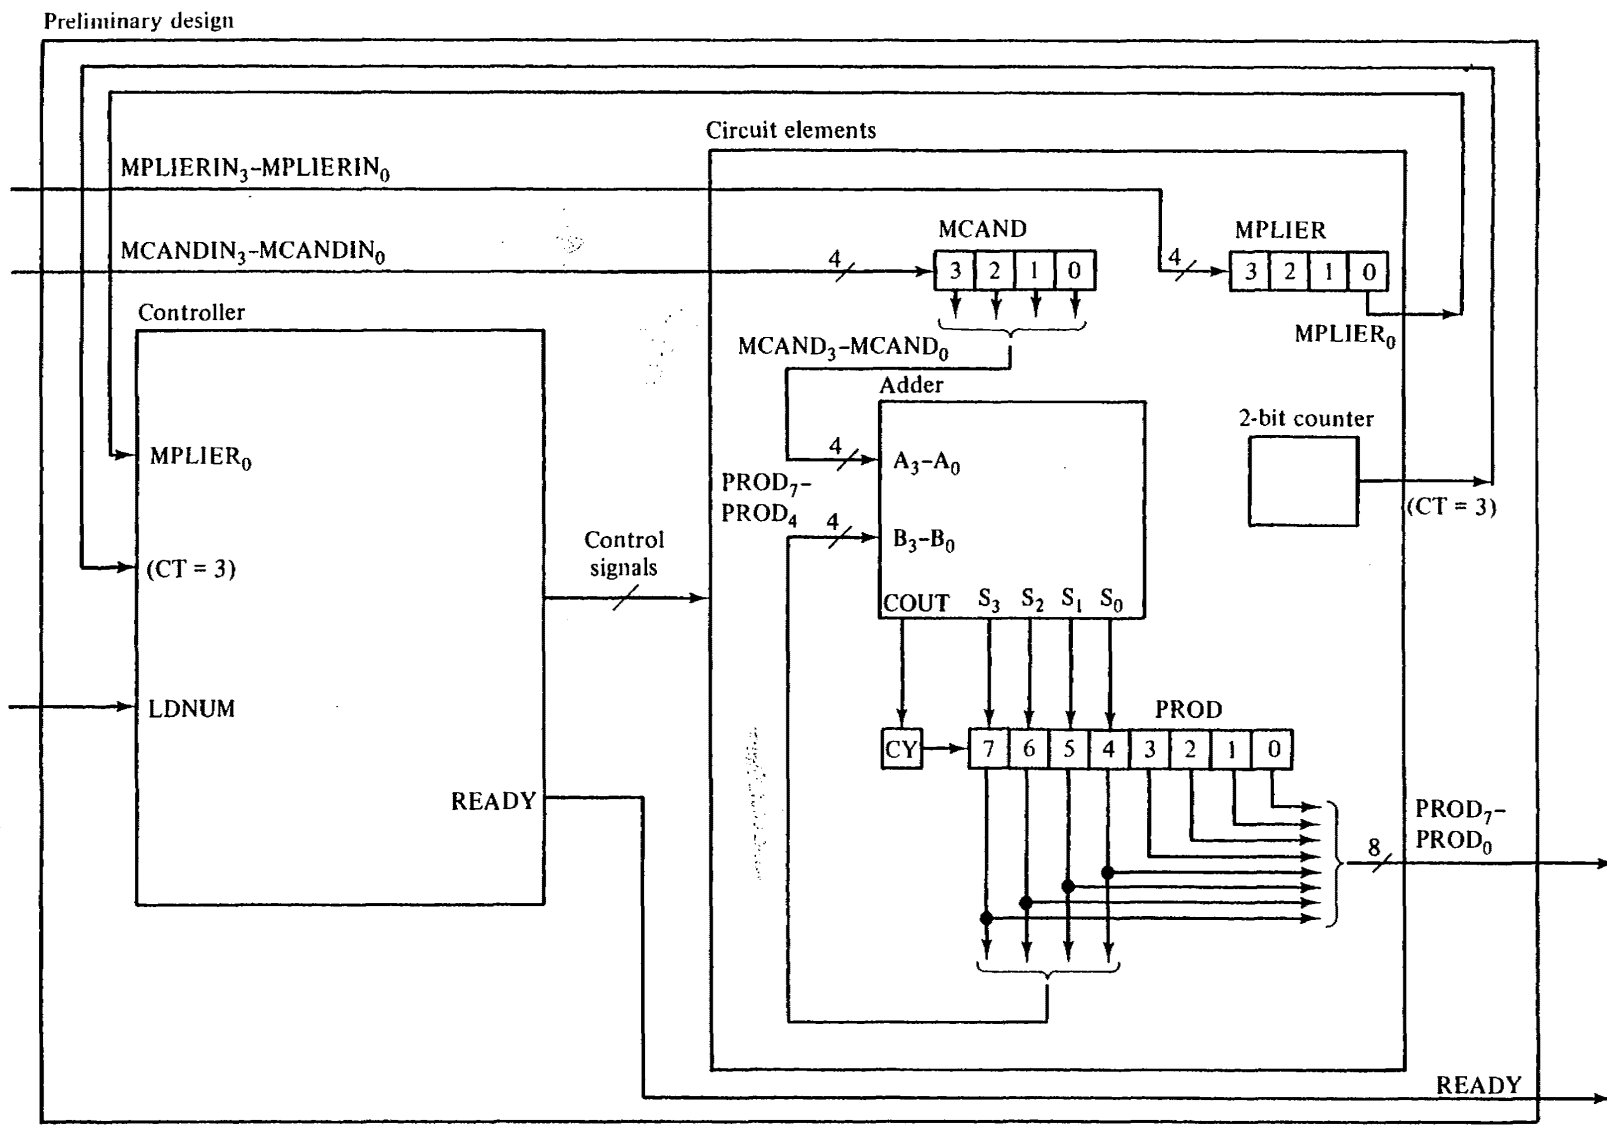 Preliminary design
Circuit elements
MPLIERIN₃–MPLIERIN₀
MCANDIN₃–MCANDIN₀
4
MCAND
3 2 1 0
4
MPLIER
3 2 1 0
MPLIER₀
Controller
MCAND₃–MCAND₀
Adder
2-bit counter
(CT = 3)
MPLIER₀
4
A₃–A₀
PROD₇–
PROD₄
4
B₃–B₀
(CT = 3)
Control
signals
COUT S₃ S₂ S₁ S₀
LDNUM
PROD
CY 7 6 5 4 3 2 1 0
READY
8
PROD₇–
PROD₀
READY